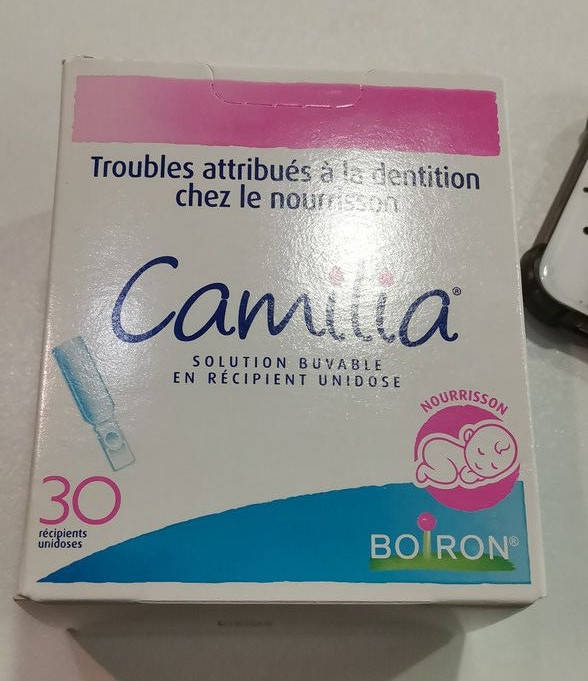 Troubles attribués à la dentition
chez le nourrisson
Camilia®
SOLUTION BUVABLE
EN RÉCIPIENT UNIDOSE
NOURRISSON
30
récipients
unidoses
BOIRON®